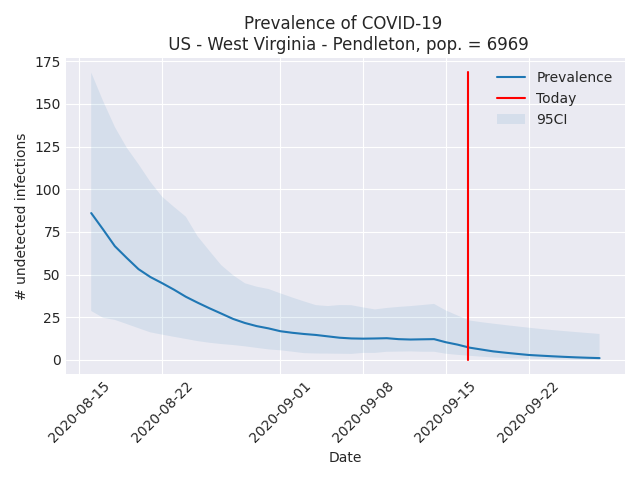 Prevalence of COVID-19
US - West Virginia - Pendleton, pop. = 6969
175
150
125
100
75
50
25
0
# undetected infections
Prevalence
Today
95CI
2020-08-15
2020-08-22
2020-09-01
2020-09-08
2020-09-15
2020-09-22
Date